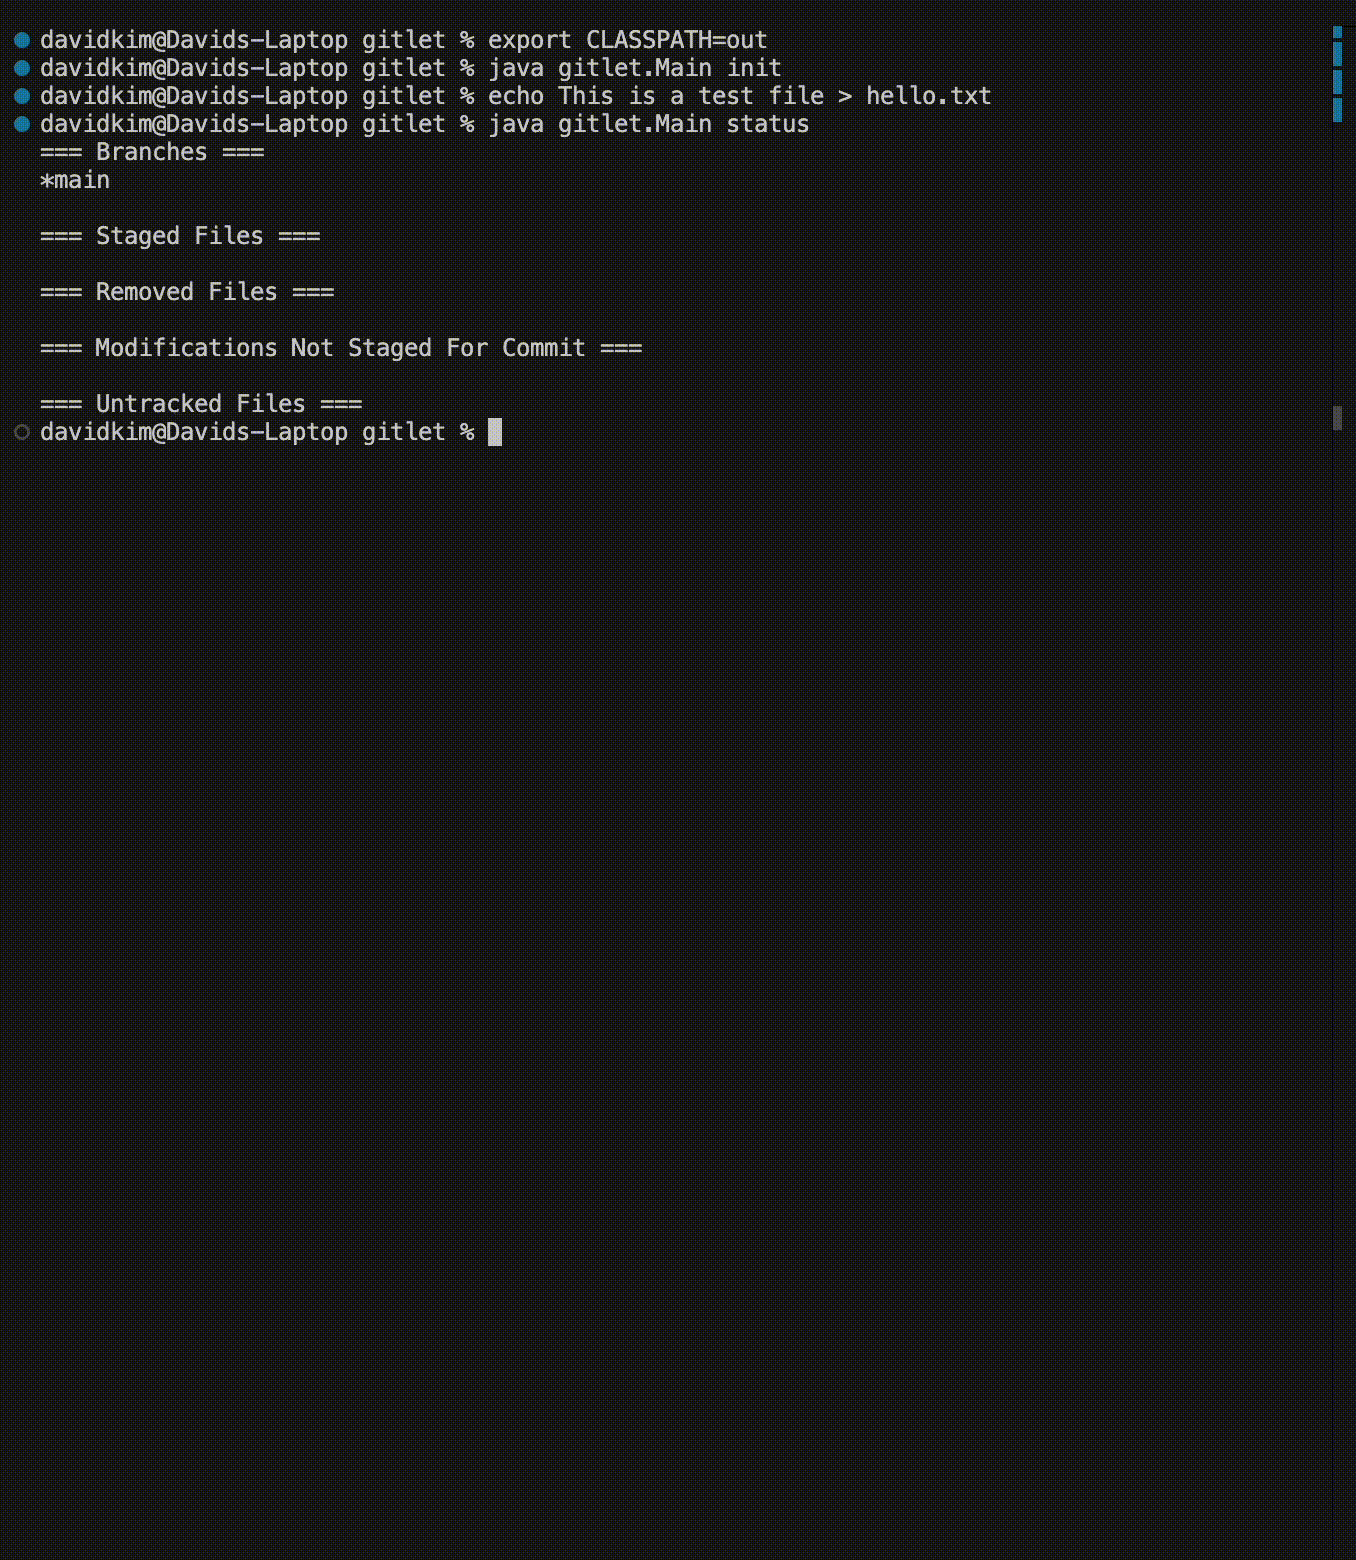 davidkim@Davids-Laptop gitlet % export CLASSPATH=out
davidkim@Davids-Laptop gitlet % java gitlet.Main init
davidkim@Davids-Laptop gitlet % echo This is a test file > hello.txt
davidkim@Davids-Laptop gitlet % java gitlet.Main status
=== Branches ===
*main
=== Staged Files ===
=== Removed Files ===
=== Modifications Not Staged For Commit ===
=== Untracked Files ===
davidkim@Davids-Laptop gitlet %